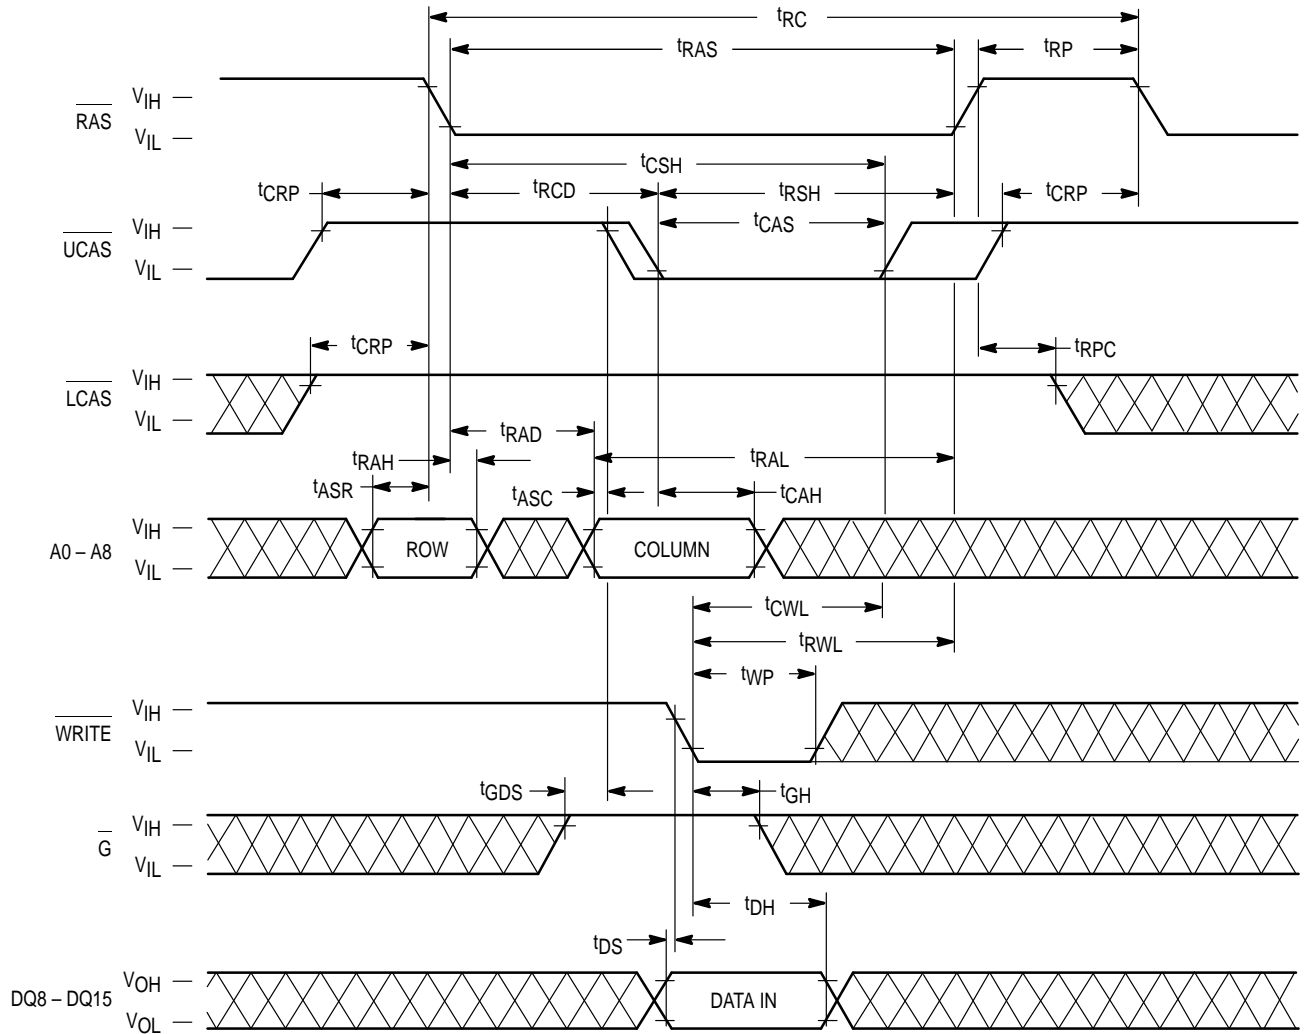 tRC
tRAS
tRP
RAS
VIH
VIL
tCSH
tCRP
tRCD
tRSH
tCRP
tCAS
UCAS
VIH
VIL
tCRP
tRPC
LCAS
VIH
VIL
tRAD
tRAH
tRAL
tASR
tASC
tCAH
A0 – A8
VIH
VIL
ROW
COLUMN
tCWL
tRWL
tWP
WRITE
VIH
VIL
tGDS
tGH
G
VIH
VIL
tDH
tDS
DQ8 – DQ15
VOH
VOL
DATA IN